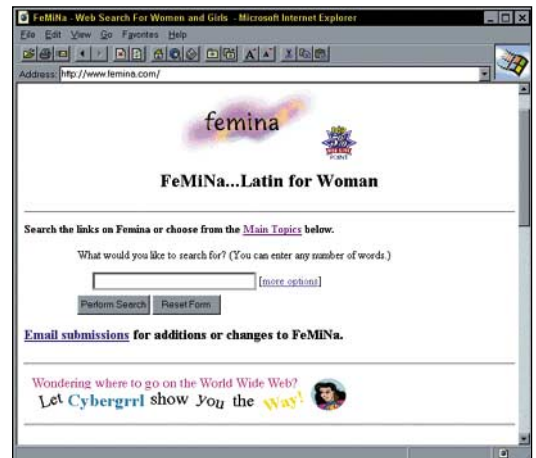 FeMiNa - Web Search For Women and Girls - Microsoft Internet Explorer
File Edit View Go Favorites Help
Address: http://www.femina.com/
femina
POINT
FeMiNa...Latin for Woman
Search the links on Femina or choose from the Main Topics below.
What would you like to search for? (You can enter any number of words.)
[more options]
Perform Search Reset Form
Email submissions for additions or changes to FeMiNa.
Wondering where to go on the World Wide Web?
Let Cybergrrl show you the Way!